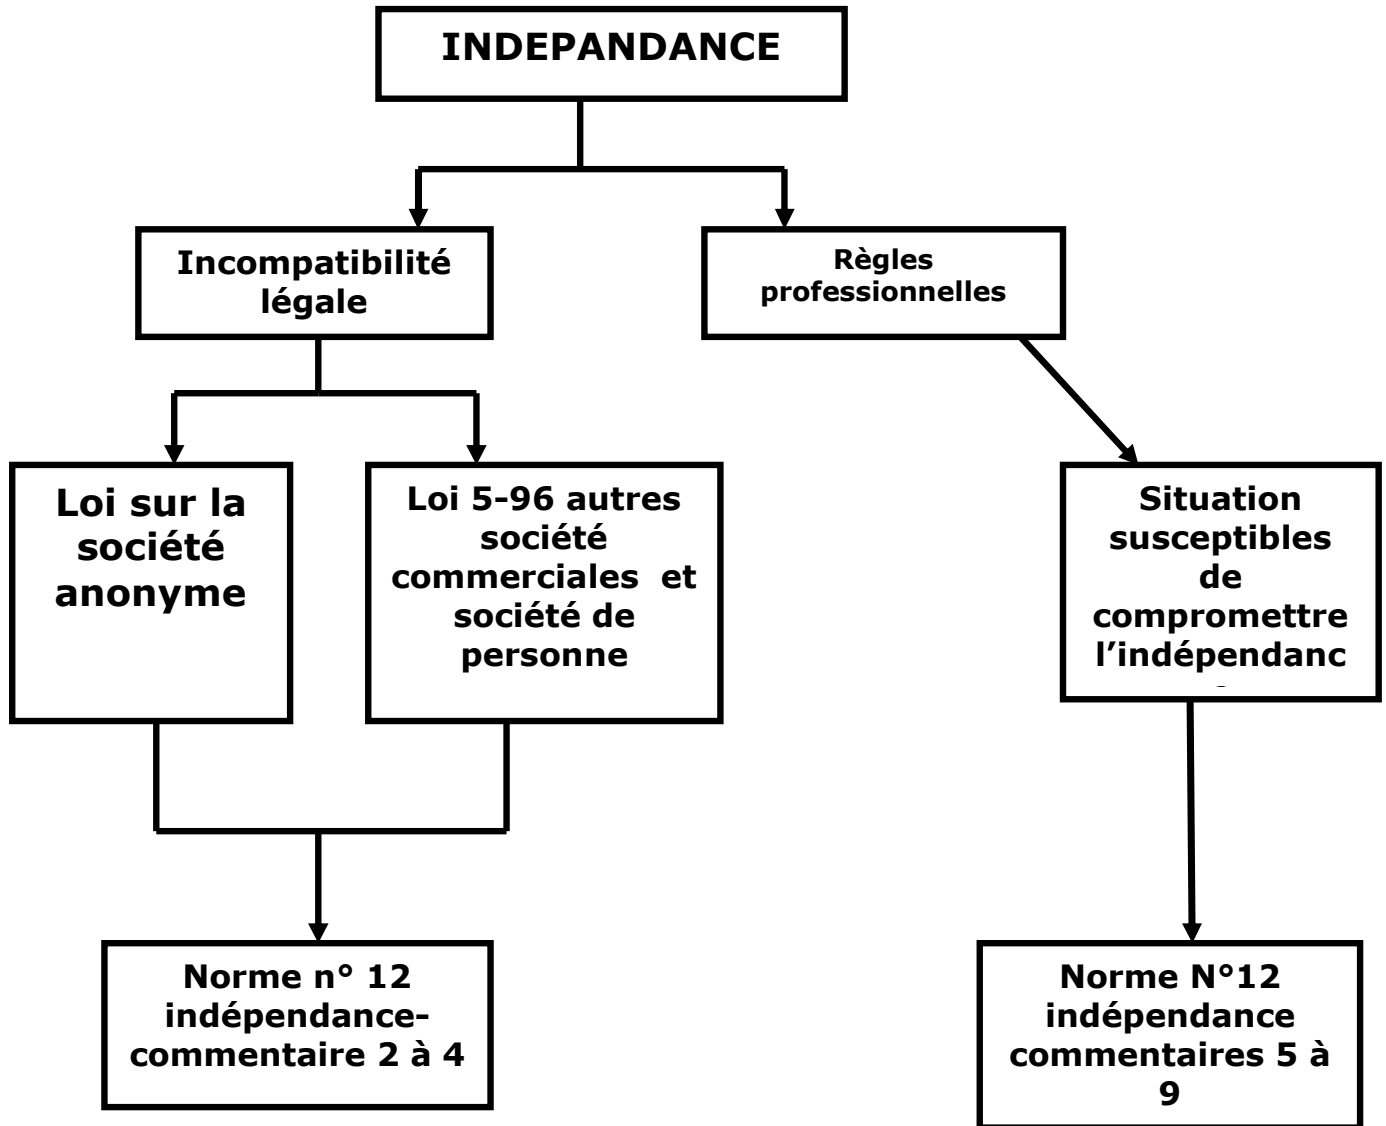 INDEPANDANCE
Incompatibilité
légale
Règles
professionnelles
Loi sur la
société
anonyme
Loi 5-96 autres
société
commerciales et
société de
personne
Situation
susceptibles
de
compromettre
l'indépendanc
Norme n° 12
indépendance-
commentaire 2 à 4
Norme N°12
indépendance
commentaires 5 à
9